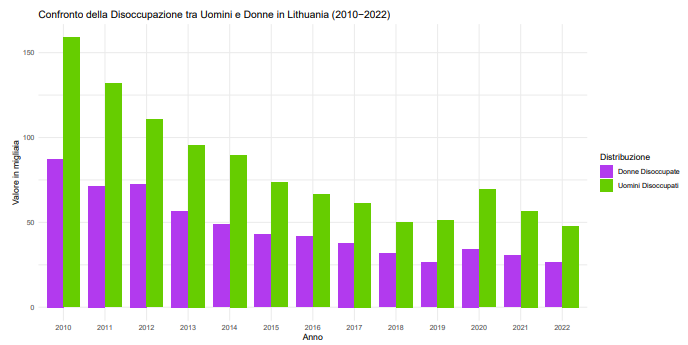 Confronto della Disoccupazione tra Uomini e Donne in Lithuania (2010−2022)
Valore in migliaia
150
100
50
0
2010 2011 2012 2013 2014 2015 2016 2017 2018 2019 2020 2021 2022
Anno
Distribuzione
Donne Disoccupate
Uomini Disoccupati